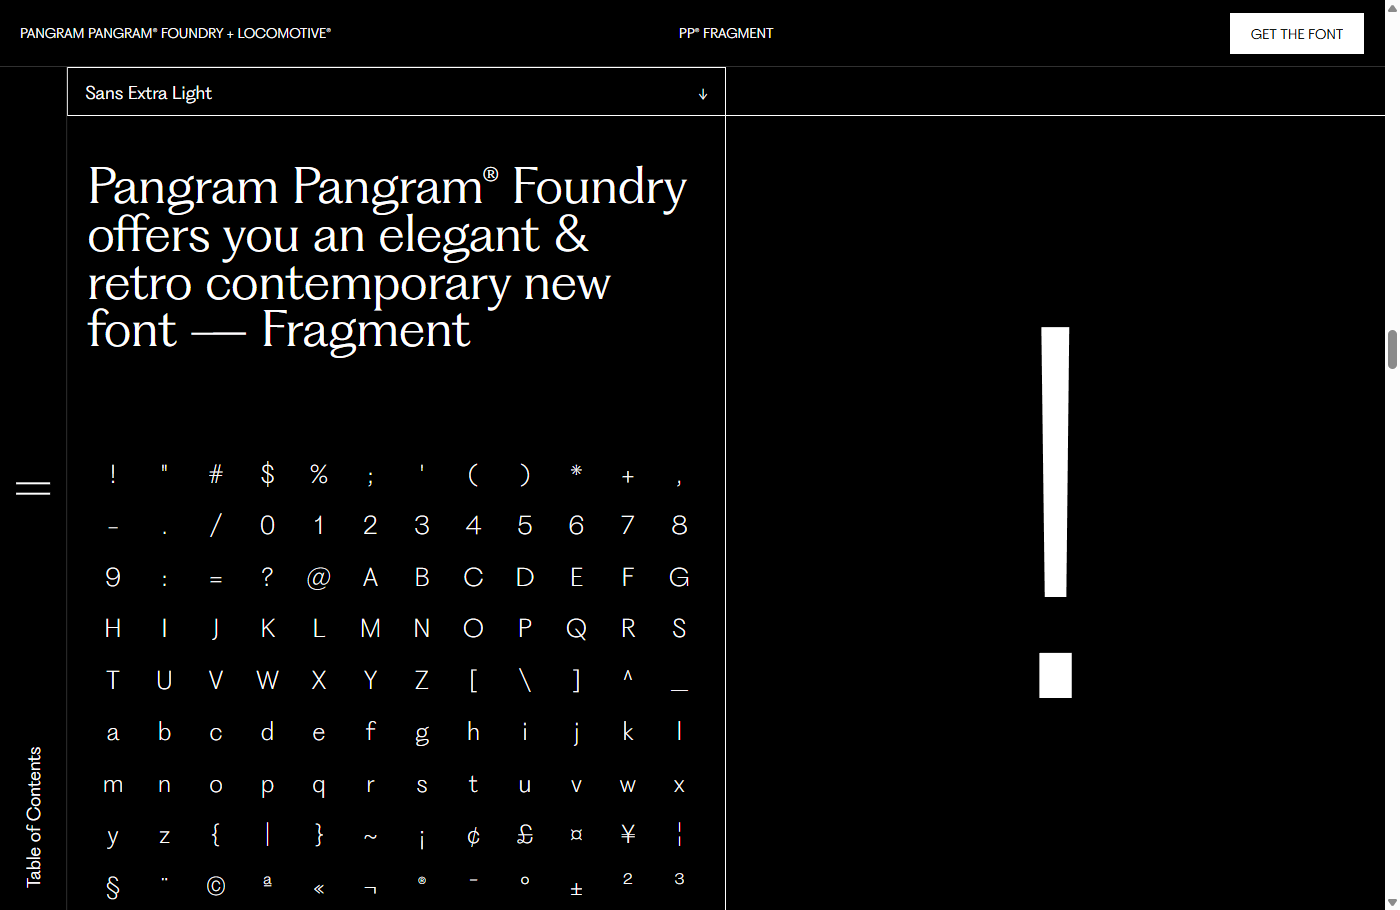 PANGRAM PANGRAM® FOUNDRY + LOCOMOTIVE®
PP® FRAGMENT
GET THE FONT
Sans Extra Light ↓
Pangram Pangram® Foundry
offers you an elegant &
retro contemporary new
font — Fragment
! " # $ % ; ' ( ) * + ,
- . / 0 1 2 3 4 5 6 7 8
9 : = ? @ A B C D E F G
H I J K L M N O P Q R S
T U V W X Y Z [ \ ] ^ _
a b c d e f g h i j k l
m n o p q r s t u v w x
y z { | } ~ ¡ ¢ £ ¤ ¥ ¦
§ ¨ © ª « ¬ ® ¯ º ± ² ³
!
Table of Contents